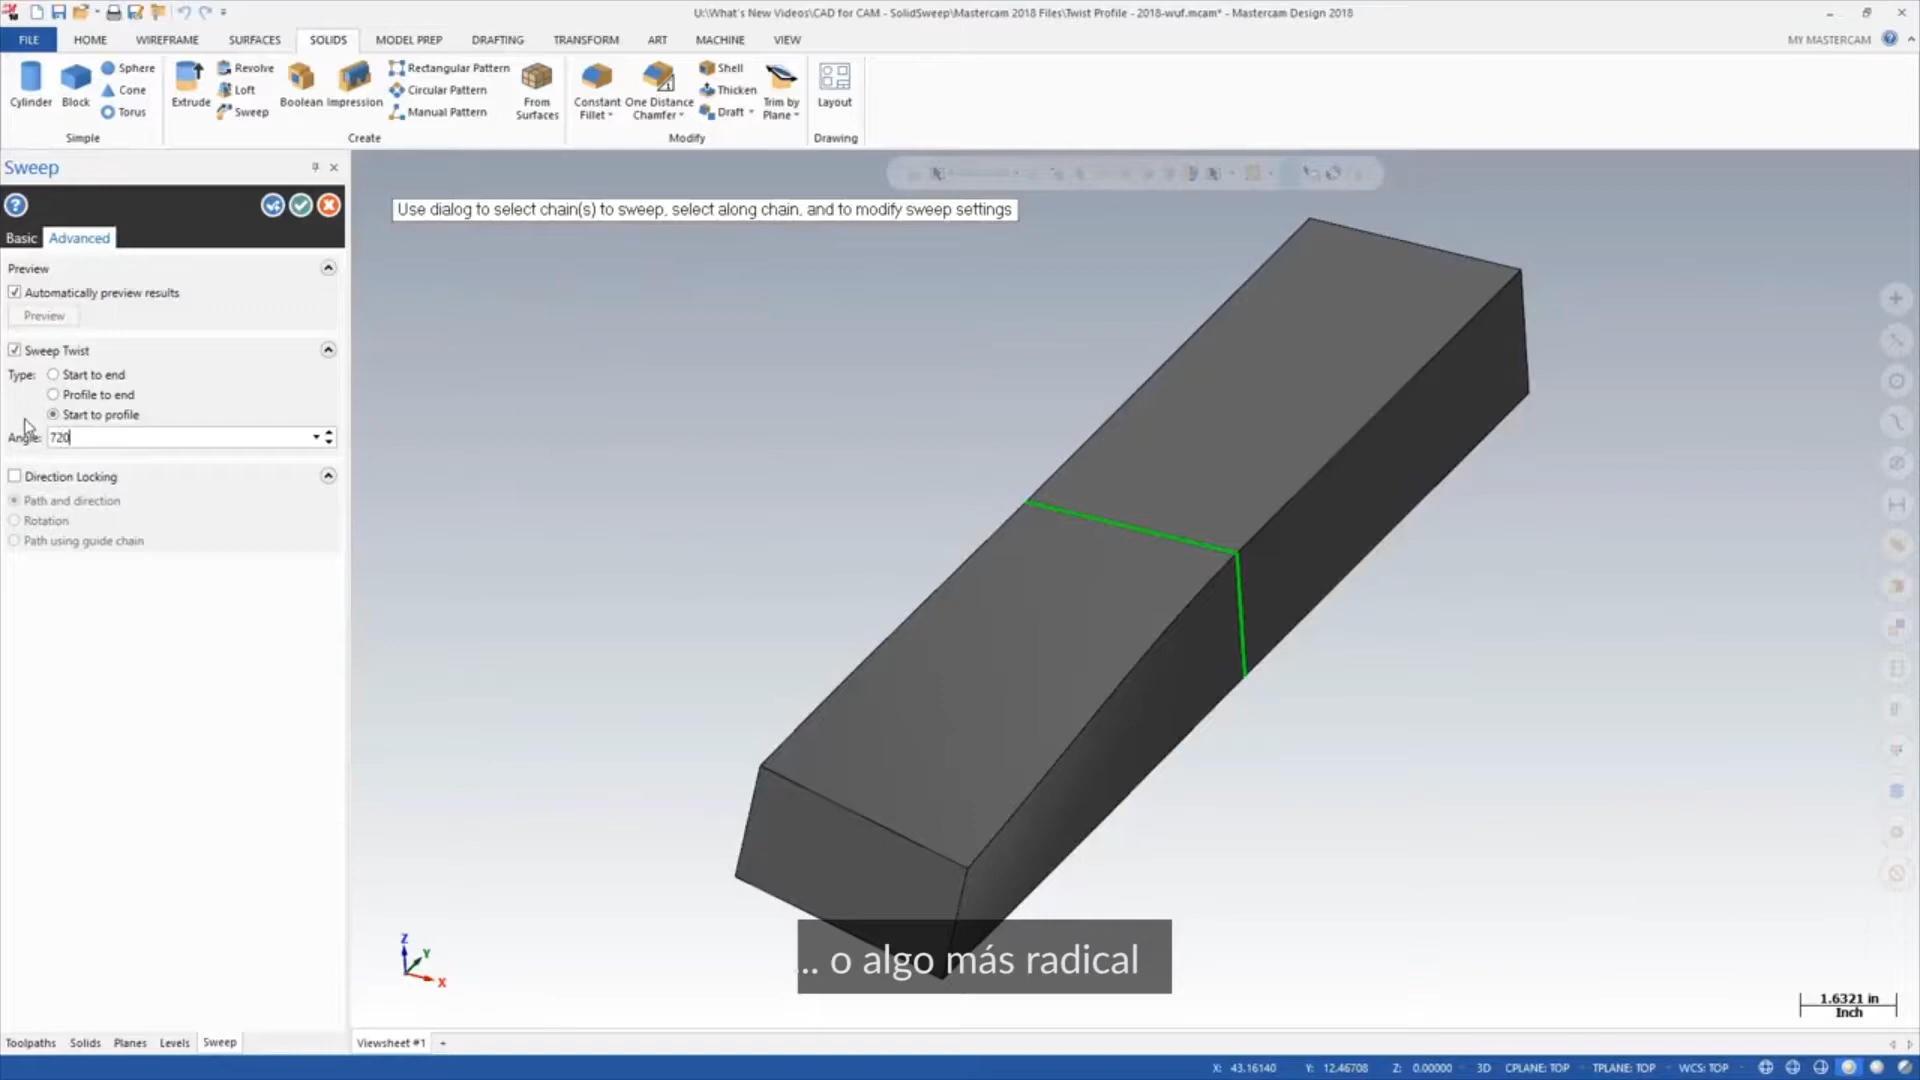 U:\What's New Videos\CAD for CAM - SolidSweep\Mastercam 2018 Files\Twist Profile - 2018-wuf.mcam* - Mastercam Design 2018
FILE HOME WIREFRAME SURFACES SOLIDS MODEL PREP DRAFTING TRANSFORM ART MACHINE VIEW MY MASTERCAM
Cylinder
Block
Sphere
Cone
Torus
Simple
Extrude
Revolve
Loft
Sweep
Boolean
Impression
Rectangular Pattern
Circular Pattern
Manual Pattern
From
Surfaces
Create
Constant
Fillet
One Distance
Chamfer
Shell
Thicken
Draft
Trim by
Plane
Modify
Layout
Drawing
Sweep
Basic Advanced
Preview
Automatically preview results
Preview
Sweep Twist
Type: Start to end
Profile to end
Start to profile
Angle: 720
Direction Locking
Path and direction
Rotation
Path using guide chain
Use dialog to select chain(s) to sweep, select along chain, and to modify sweep settings
Z
Y
X
... o algo más radical
1.6321 in
Inch
Toolpaths Solids Planes Levels Sweep Viewsheet #1 +
X: 43.16140 Y: 12.46708 Z: 0.00000 3D CPLANE: TOP TPLANE: TOP WCS: TOP